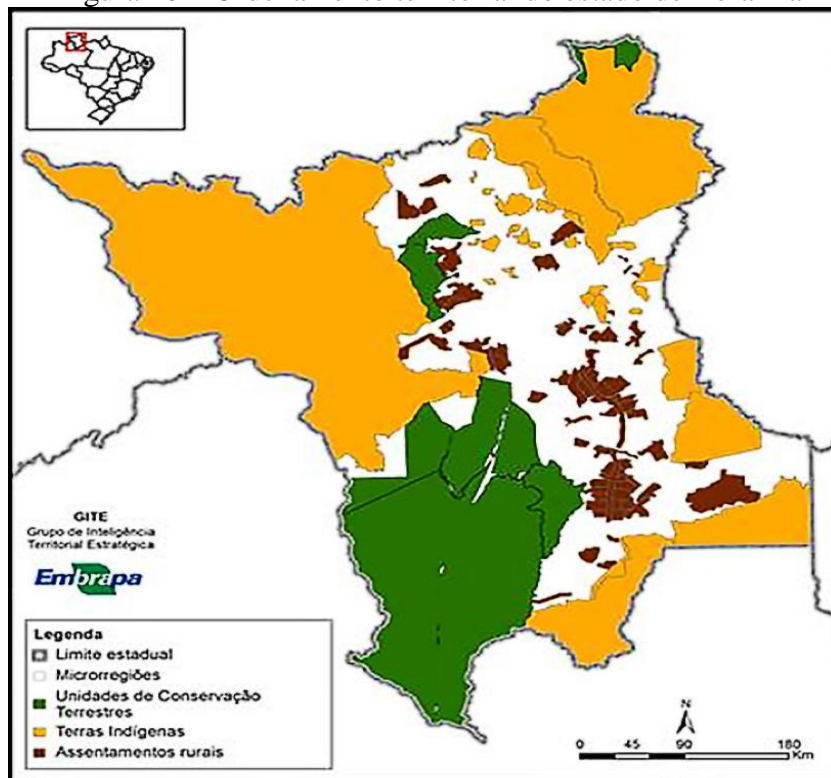 GITE
Grupo de Inteligência
Territorial Estratégica
Embrapa
Legenda
Limite estadual
Microrregiões
Unidades de Conservação
Terrestres
Terras Indígenas
Assentamentos rurais
N
0 45 90 180
Km